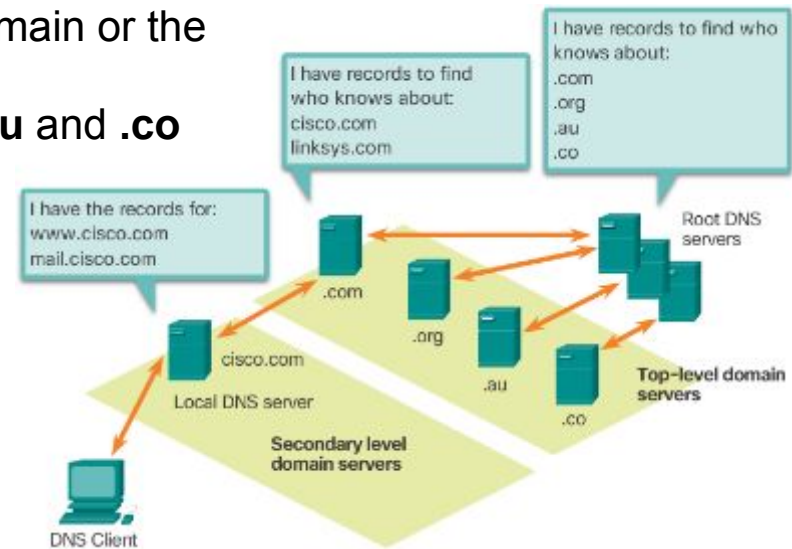 main or the
u and .co
I have records to find who
knows about:
.com
.org
.au
.co
I have records to find
who knows about:
cisco.com
linksys.com
I have the records for:
www.cisco.com
mail.cisco.com
Root DNS
servers
.com
.org
.au
.co
Top-level domain
servers
cisco.com
Local DNS server
Secondary level
domain servers
DNS Client